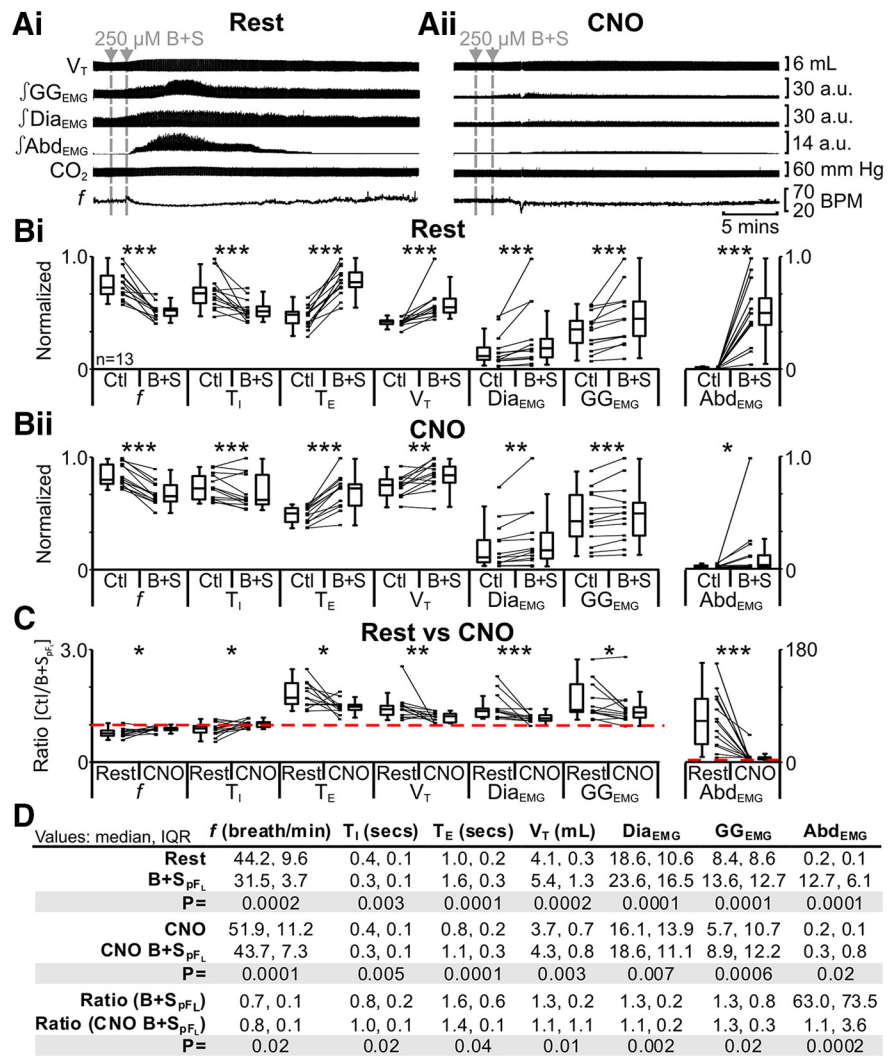 Ai Rest Aii CNO
250 µM B+S 250 µM B+S
V_T 6 mL
∫GG_EMG 30 a.u.
∫Dia_EMG 30 a.u.
∫Abd_EMG 14 a.u.
CO₂ 60 mm Hg
f 70 20 BPM
5 mins
Bi Rest
*** *** *** *** *** *** ***
1.0 1.0
Normalized
n=13
0 0
Ctl B+S Ctl B+S Ctl B+S Ctl B+S Ctl B+S Ctl B+S Ctl B+S
f T_I T_E V_T Dia_EMG GG_EMG Abd_EMG
Bii CNO
*** *** *** ** ** *** *
1.0 1.0
Normalized
0 0
Ctl B+S Ctl B+S Ctl B+S Ctl B+S Ctl B+S Ctl B+S Ctl B+S
f T_I T_E V_T Dia_EMG GG_EMG Abd_EMG
C Rest vs CNO
3.0 * * * ** *** * *** 180
Ratio [Ctl/B+S_pFL]
0 0
Rest CNO Rest CNO Rest CNO Rest CNO Rest CNO Rest CNO Rest CNO
f T_I T_E V_T Dia_EMG GG_EMG Abd_EMG
D
Values: median, IQR f (breath/min) T_I (secs) T_E (secs) V_T (mL) Dia_EMG GG_EMG Abd_EMG
Rest 44.2, 9.6 0.4, 0.1 1.0, 0.2 4.1, 0.3 18.6, 10.6 8.4, 8.6 0.2, 0.1
B+S_pFL 31.5, 3.7 0.3, 0.1 1.6, 0.3 5.4, 1.3 23.6, 16.5 13.6, 12.7 12.7, 6.1
P= 0.0002 0.003 0.0001 0.0002 0.0001 0.0001 0.0001
CNO 51.9, 11.2 0.4, 0.1 0.8, 0.2 3.7, 0.7 16.1, 13.9 5.7, 10.7 0.2, 0.1
CNO B+S_pFL 43.7, 7.3 0.3, 0.1 1.1, 0.3 4.3, 0.8 18.6, 11.1 8.9, 12.2 0.3, 0.8
P= 0.0001 0.005 0.0001 0.003 0.007 0.0006 0.02
Ratio (B+S_pFL) 0.7, 0.1 0.8, 0.2 1.6, 0.6 1.3, 0.2 1.3, 0.2 1.3, 0.8 63.0, 73.5
Ratio (CNO B+S_pFL) 0.8, 0.1 1.0, 0.1 1.4, 0.1 1.1, 1.1 1.1, 0.2 1.3, 0.3 1.1, 3.6
P= 0.02 0.02 0.04 0.01 0.002 0.02 0.0002